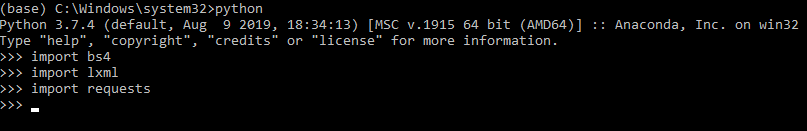 (base) C:\Windows\system32>python
Python 3.7.4 (default, Aug  9 2019, 18:34:13) [MSC v.1915 64 bit (AMD64)] :: Anaconda, Inc. on win32
Type "help", "copyright", "credits" or "license" for more information.
>>> import bs4
>>> import lxml
>>> import requests
>>> _